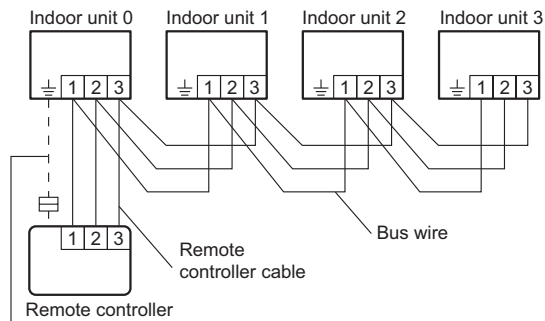 Indoor unit 0 Indoor unit 1 Indoor unit 2 Indoor unit 3
1 2 3 1 2 3 1 2 3 1 2 3
Bus wire
1 2 3
Remote
controller cable
Remote controller